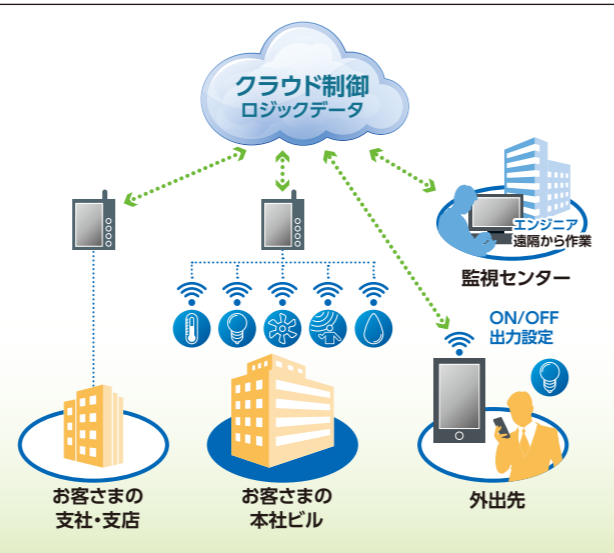 クラウド制御
ロジックデータ
エンジニア
遠隔から作業
監視センター
ON/OFF
出力設定
お客さまの
支社・支店
お客さまの
本社ビル
外出先